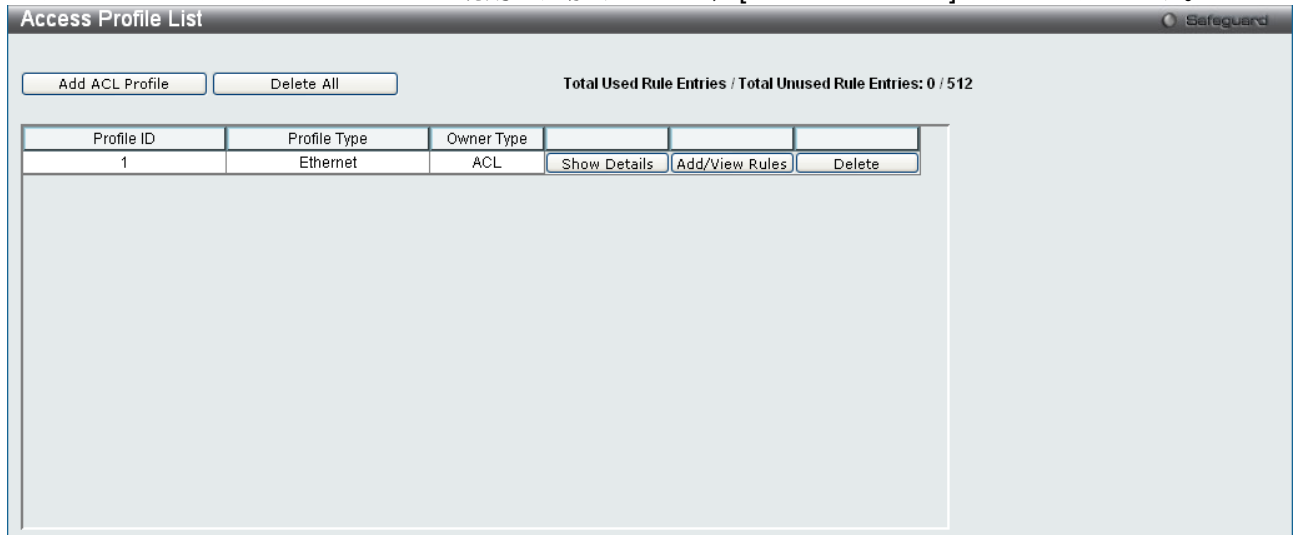 Access Profile List
Safeguard
Add ACL Profile Delete All Total Used Rule Entries / Total Unused Rule Entries: 0 / 512
Profile ID Profile Type Owner Type
1 Ethernet ACL Show Details Add/View Rules Delete